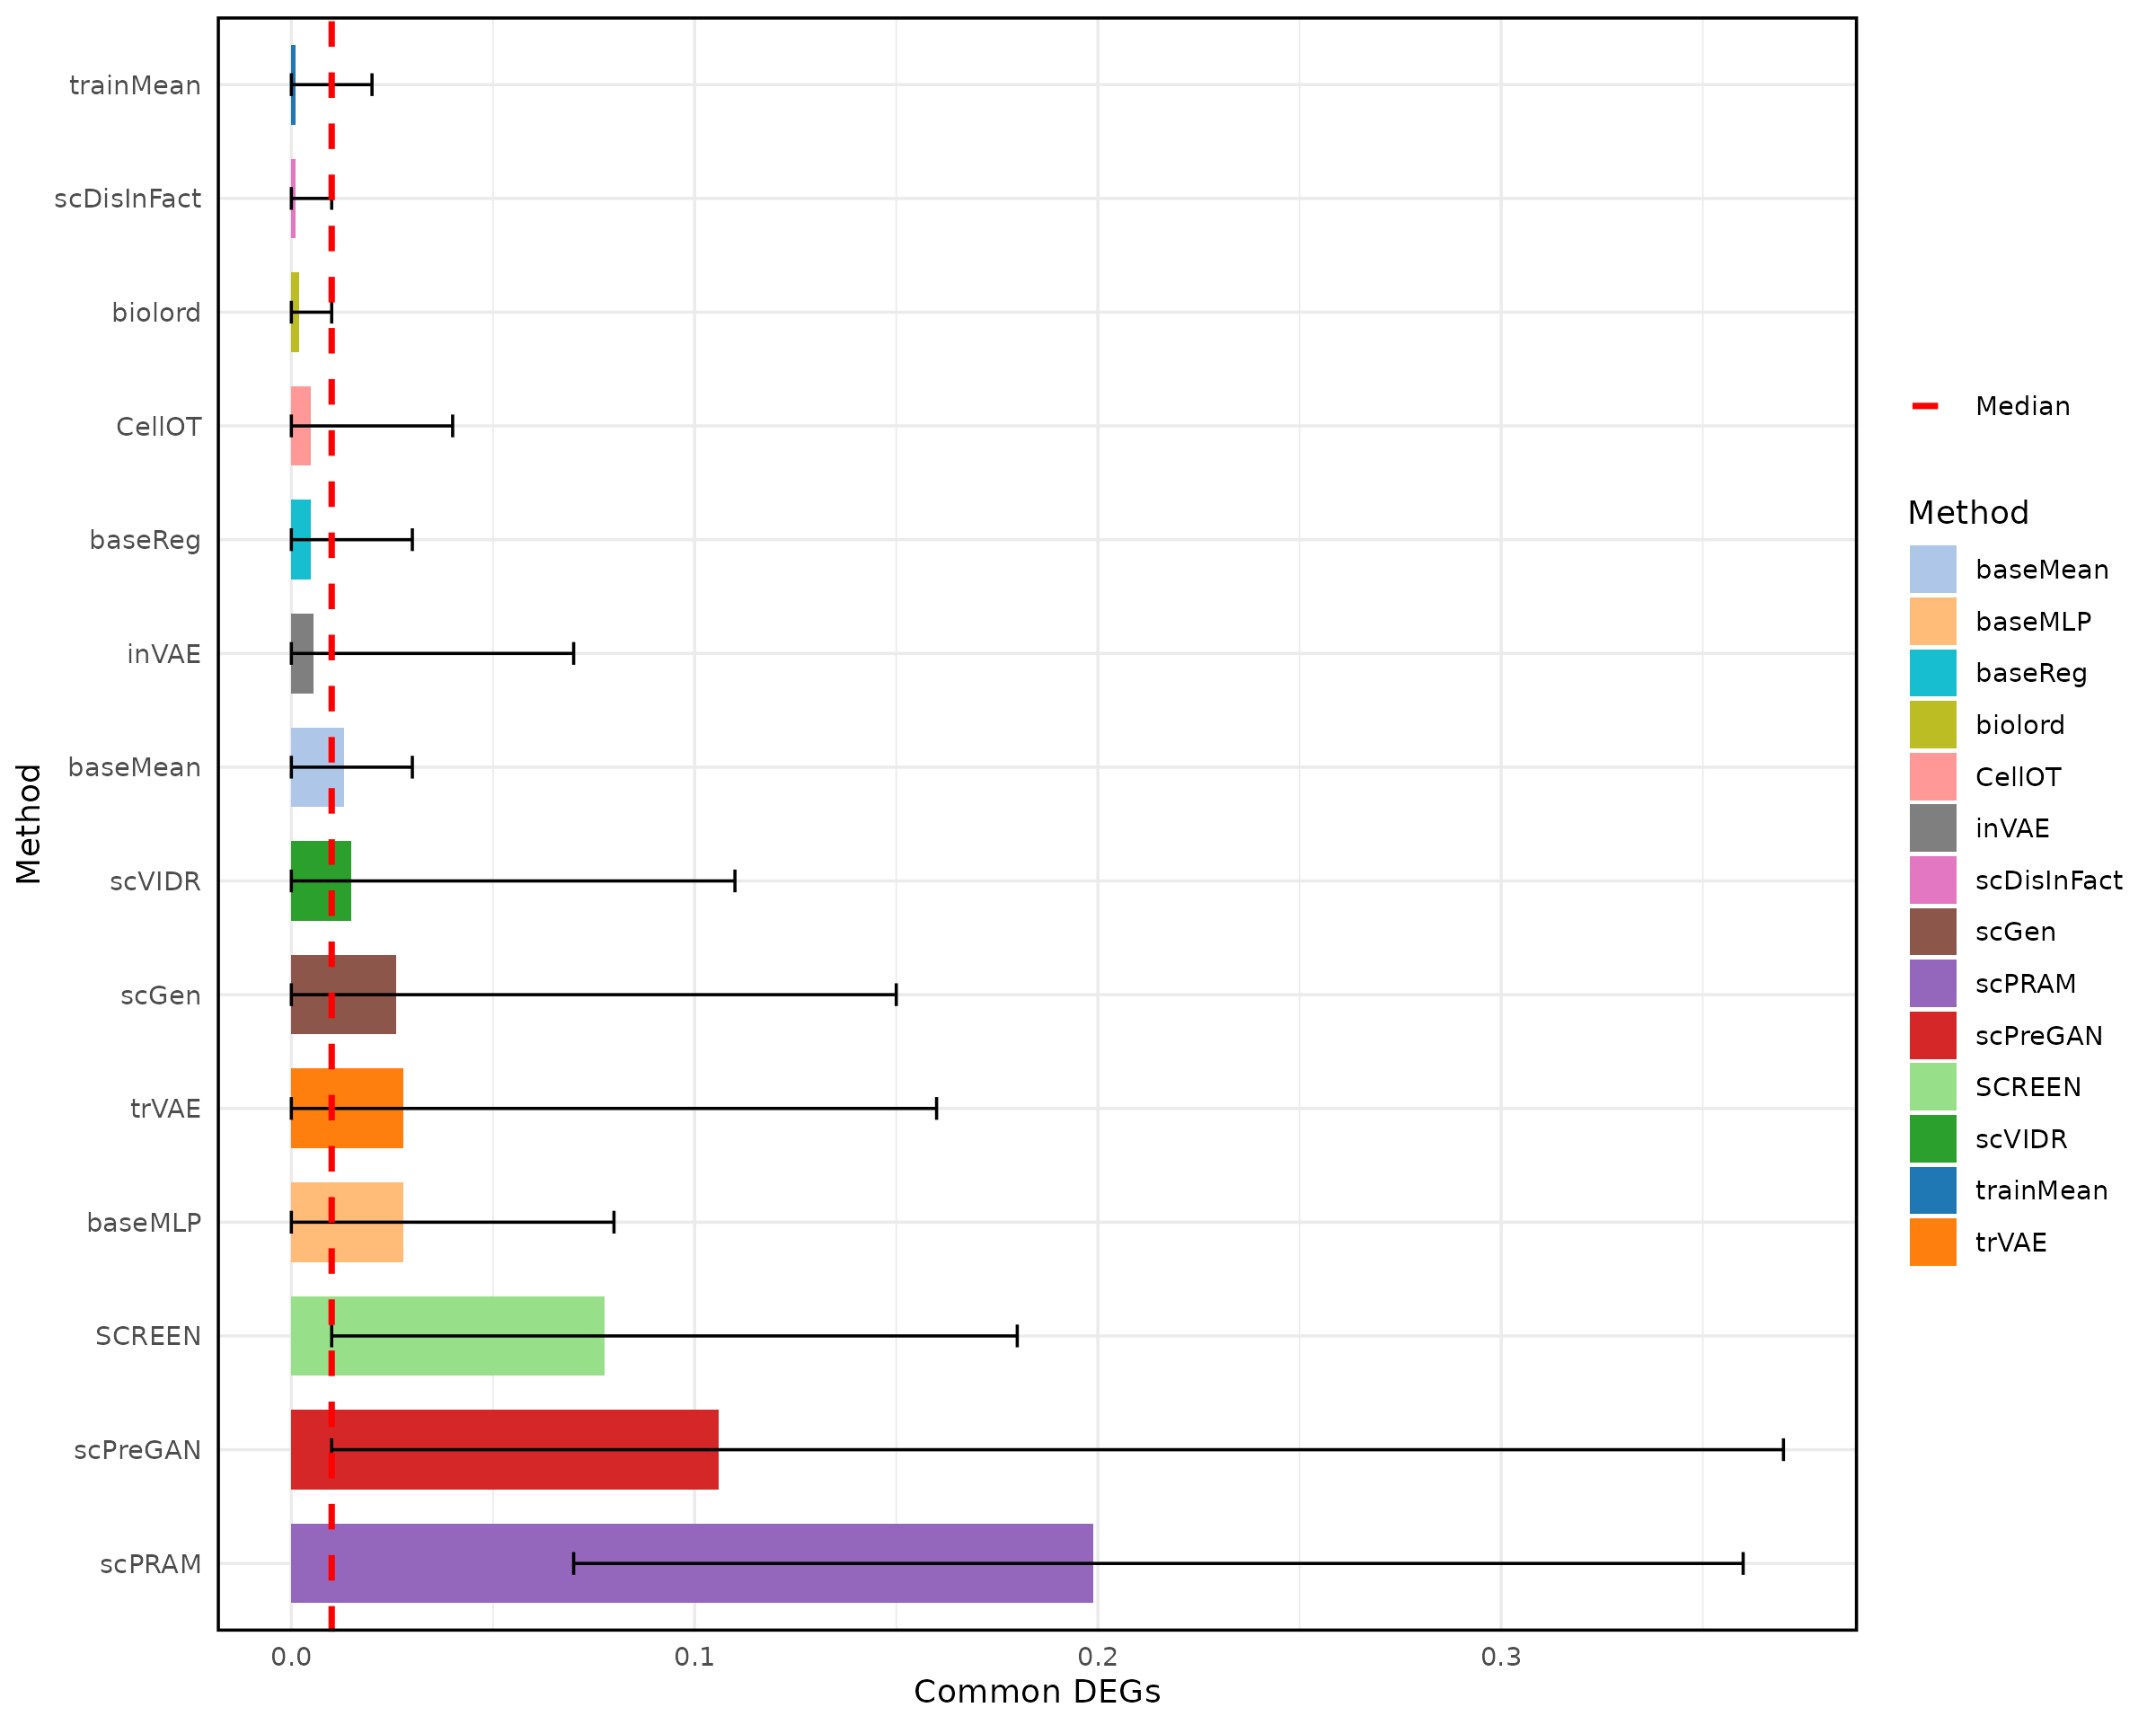 trainMean
scDisInFact
biolord
CellOT
baseReg
inVAE
baseMean
scVIDR
scGen
trVAE
baseMLP
SCREEN
scPreGAN
scPRAM
Method
0.0 0.1 0.2 0.3
Common DEGs
Median
Method
baseMean
baseMLP
baseReg
biolord
CellOT
inVAE
scDisInFact
scGen
scPRAM
scPreGAN
SCREEN
scVIDR
trainMean
trVAE